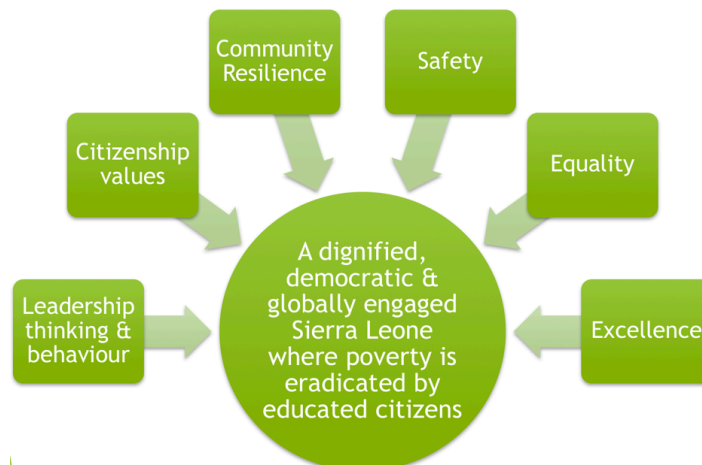 Community
Resilience
Safety
Citizenship
values
Equality
Leadership
thinking &
behaviour
Excellence
A dignified,
democratic &
globally engaged
Sierra Leone
where poverty is
eradicated by
educated citizens